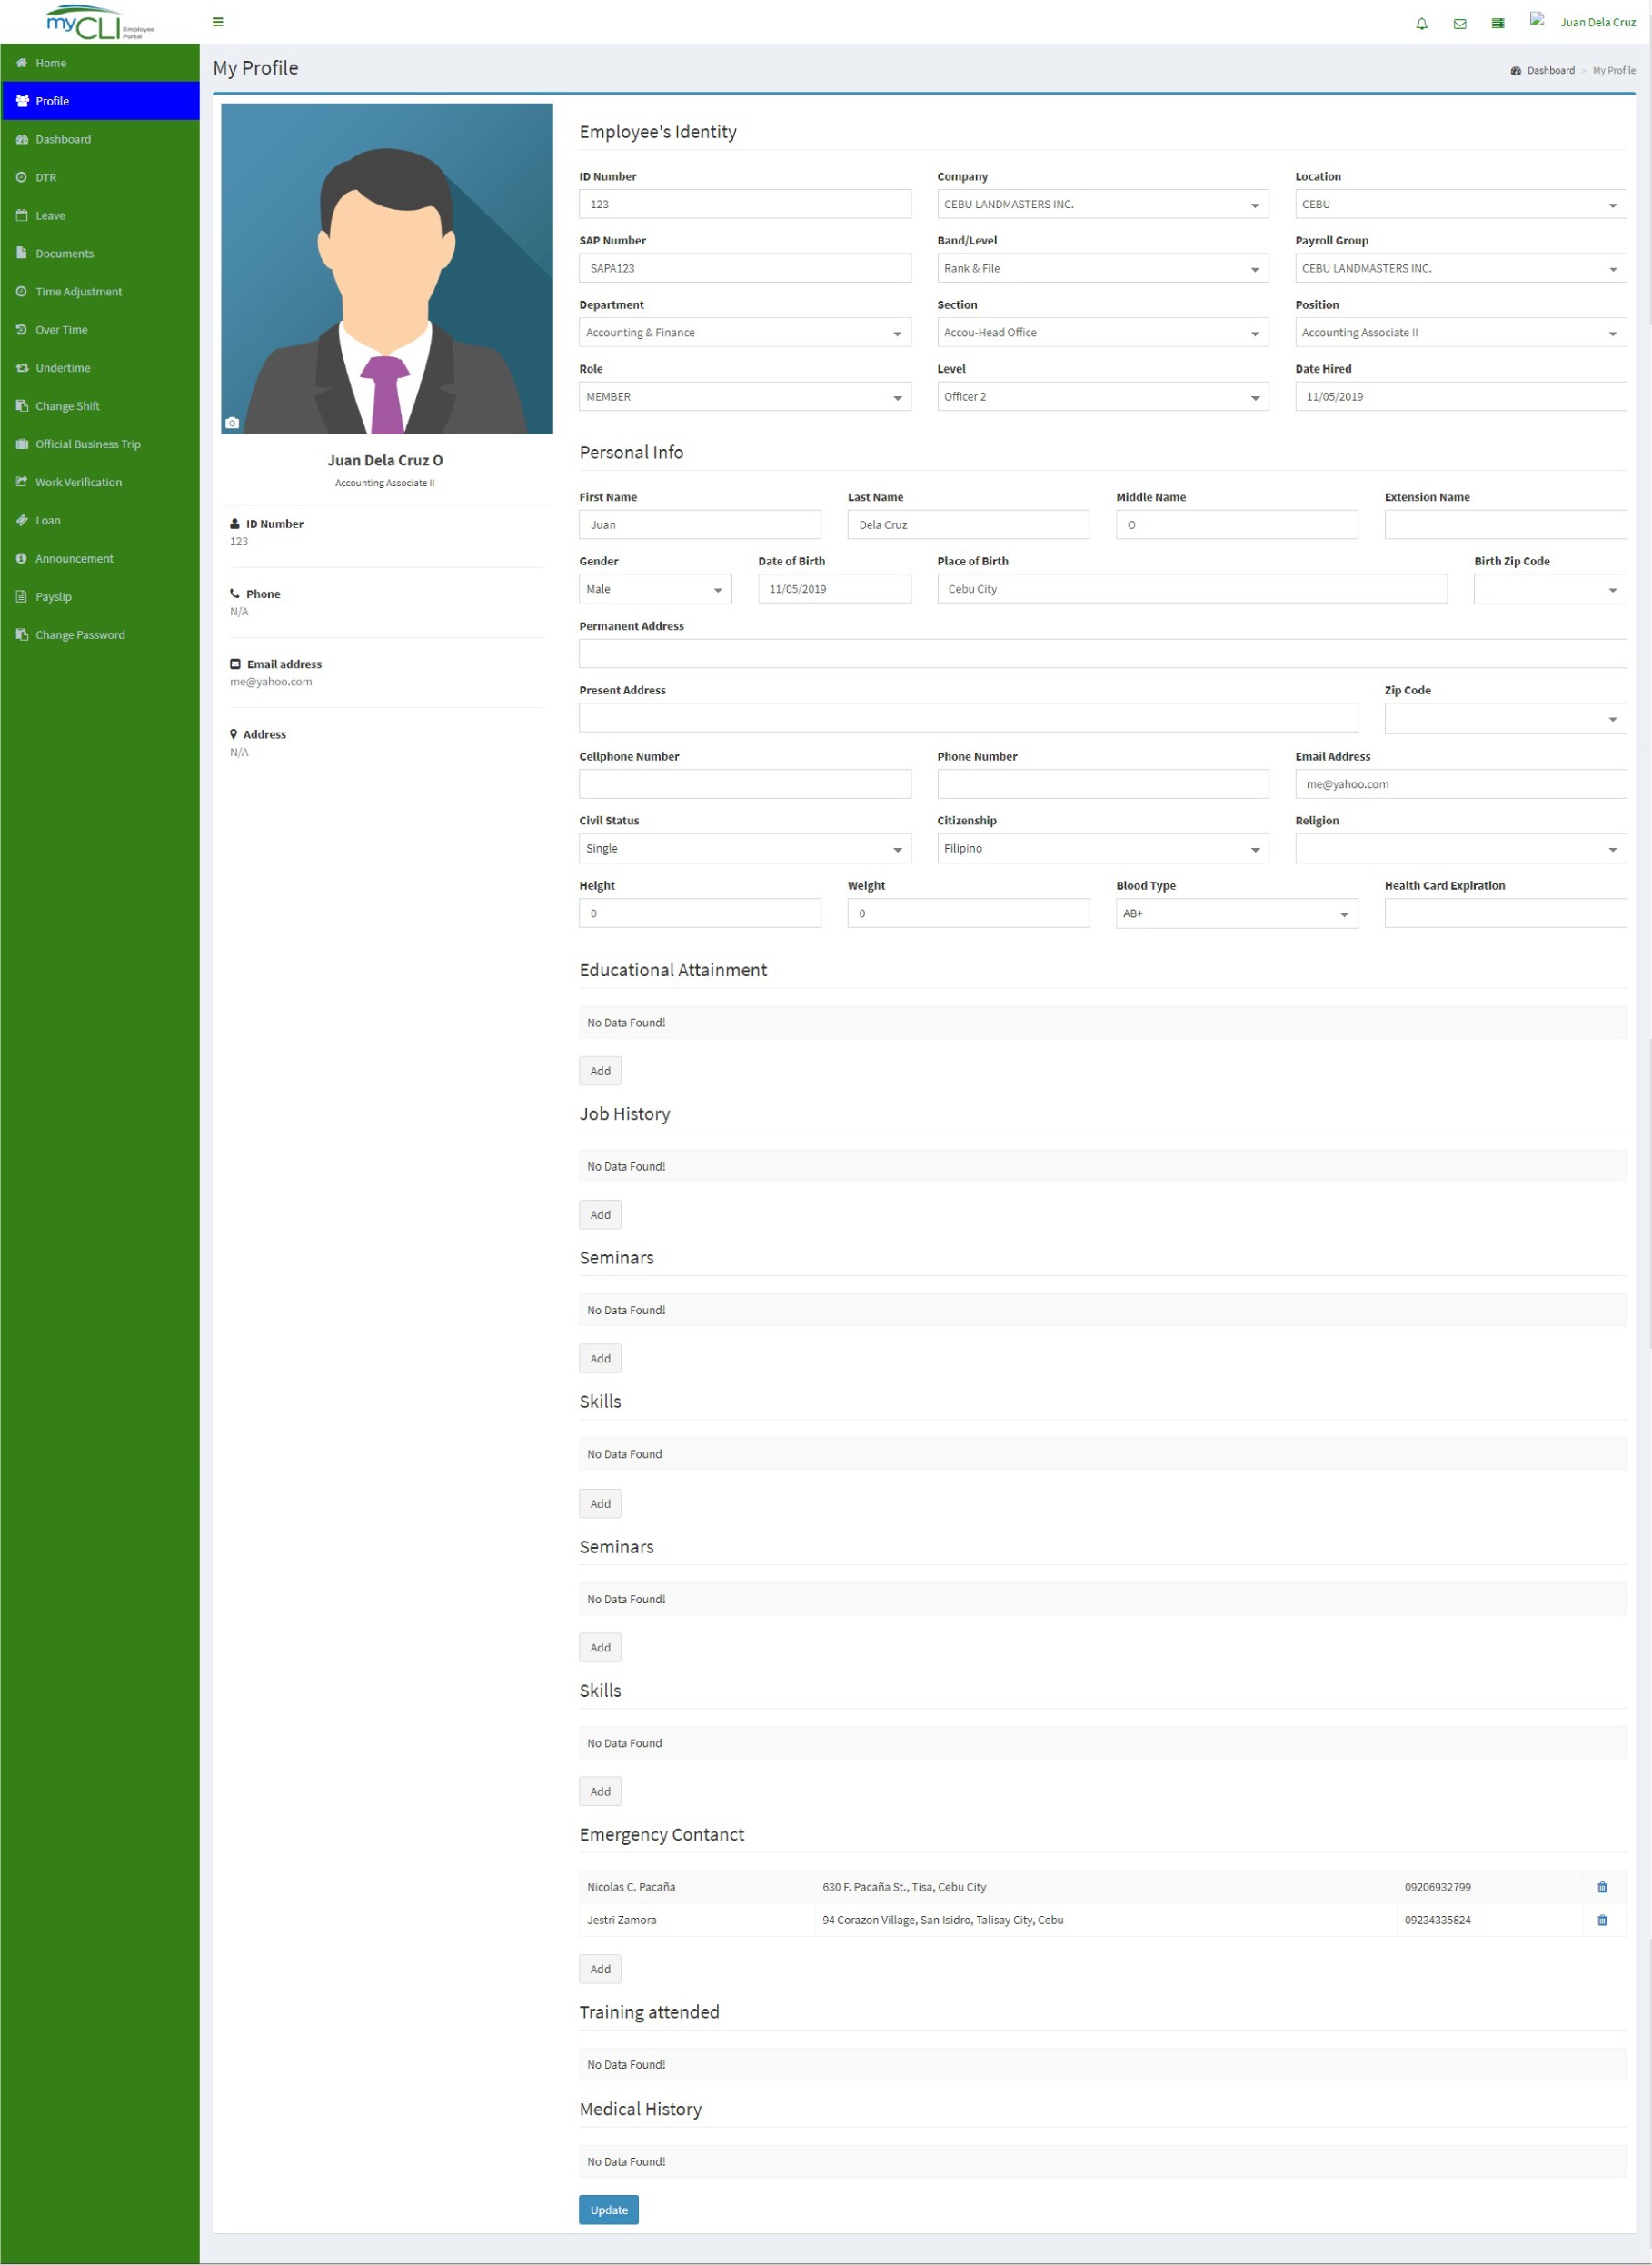 myCLI Employee Portal
Juan Dela Cruz
Home
Profile
Dashboard
DTR
Leave
Documents
Time Adjustment
Over Time
Undertime
Change Shift
Official Business Trip
Work Verification
Loan
Announcement
Payslip
Change Password
My Profile
Dashboard > My Profile
Juan Dela Cruz O
Accounting Associate II
ID Number
123
Phone
N/A
Email address
me@yahoo.com
Address
N/A
Employee's Identity
ID Number Company Location
123 CEBU LANDMASTERS INC. CEBU
SAP Number Band/Level Payroll Group
SAPA123 Rank & File CEBU LANDMASTERS INC.
Department Section Position
Accounting & Finance Accou-Head Office Accounting Associate II
Role Level Date Hired
MEMBER Officer 2 11/05/2019
Personal Info
First Name Last Name Middle Name Extension Name
Juan Dela Cruz O
Gender Date of Birth Place of Birth Birth Zip Code
Male 11/05/2019 Cebu City
Permanent Address
Present Address Zip Code
Cellphone Number Phone Number Email Address
me@yahoo.com
Civil Status Citizenship Religion
Single Filipino
Height Weight Blood Type Health Card Expiration
0 0 AB+
Educational Attainment
No Data Found!
Add
Job History
No Data Found!
Add
Seminars
No Data Found!
Add
Skills
No Data Found
Add
Seminars
No Data Found!
Add
Skills
No Data Found
Add
Emergency Contanct
Nicolas C. Pacaña 630 F. Pacaña St., Tisa, Cebu City 09206932799
Jestri Zamora 94 Corazon Village, San Isidro, Talisay City, Cebu 09234335824
Add
Training attended
No Data Found!
Medical History
No Data Found!
Update